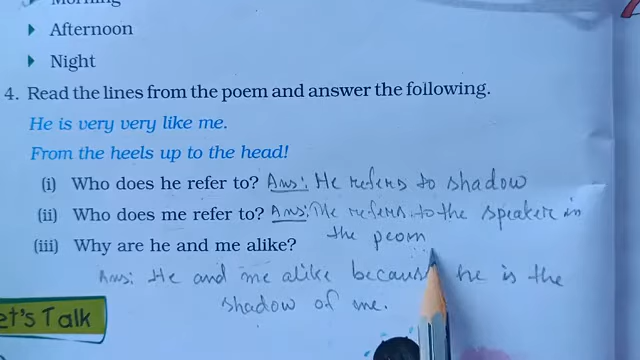 Morning
Afternoon
Night
4. Read the lines from the poem and answer the following.
He is very very like me.
From the heels up to the head!
(i) Who does he refer to? Ans: He refers to shadow
(ii) Who does me refer to? Ans: Me refers to the speaker in
the peom
(iii) Why are he and me alike?
Ans: He and me alike because he is the
shadow of me.
et's Talk